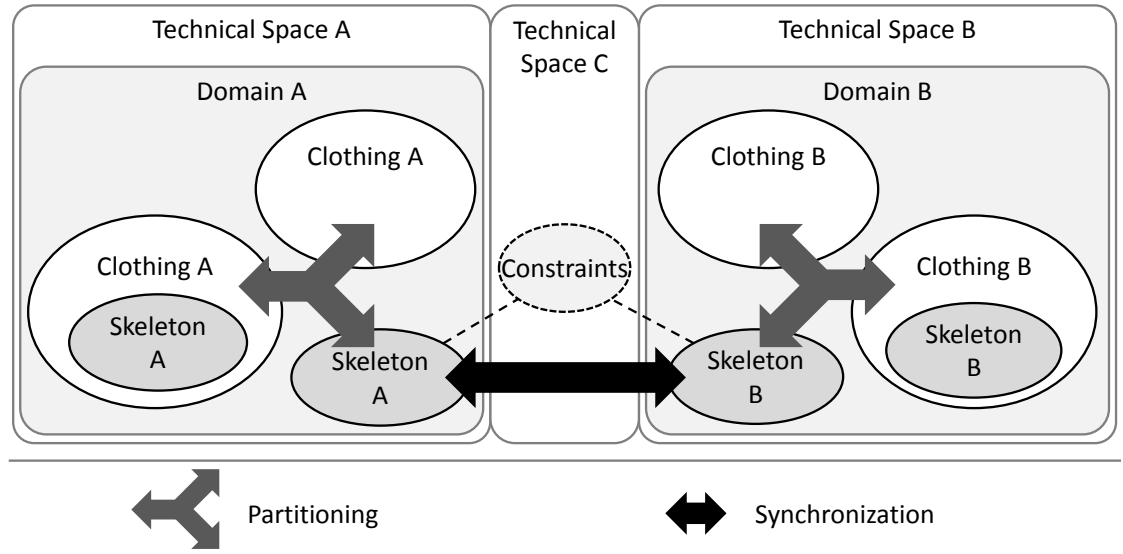 Technical Space A
Technical
Space C
Technical Space B
Domain A
Domain B
Clothing A
Clothing B
Clothing A
Constraints
Clothing B
Skeleton
A
Skeleton
A
Skeleton
B
Skeleton
B
Partitioning
Synchronization